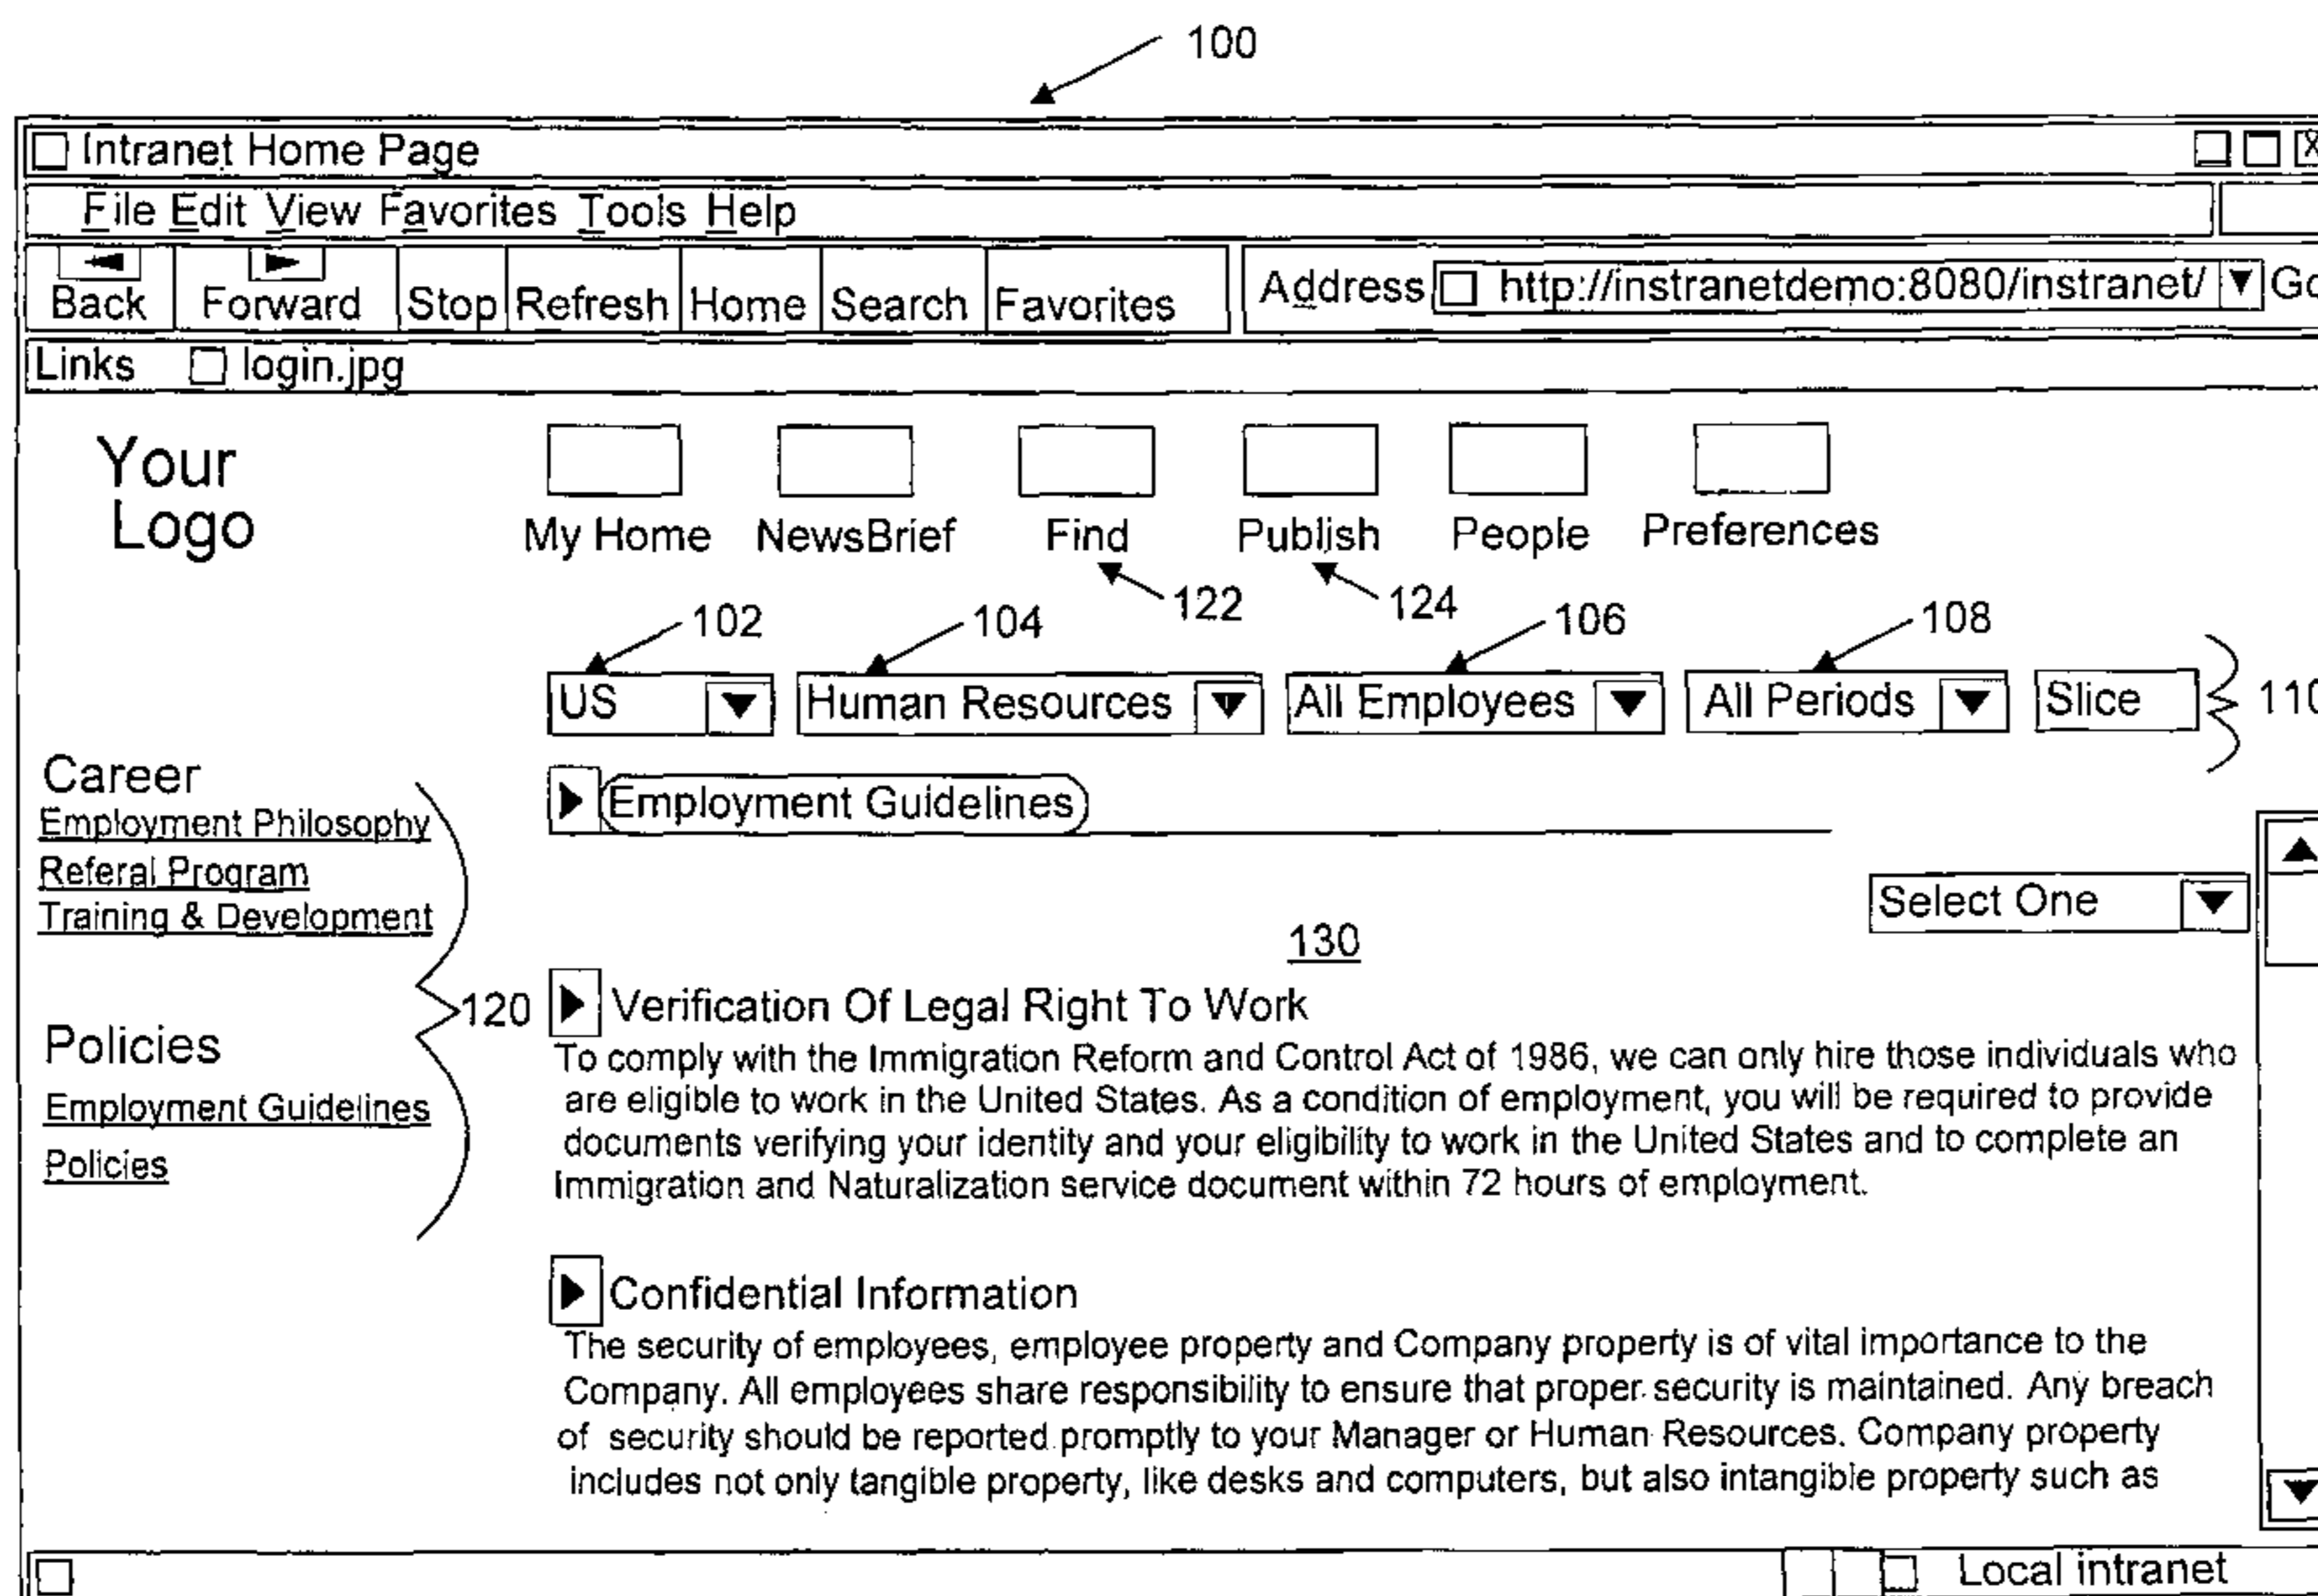 100
Intranet Home Page
File Edit View Favorites Tools Help
Back Forward Stop Refresh Home Search Favorites Address http://instranetdemo:8080/instranet/ Go
Links login.jpg
Your
Logo
My Home NewsBrief Find Publish People Preferences
122 124
102 104 106 108
US Human Resources All Employees All Periods Slice 110
Career
Employment Guidelines
Employment Philosophy
Referal Program
Training & Development
Select One
130
120
Verification Of Legal Right To Work
Policies
To comply with the Immigration Reform and Control Act of 1986, we can only hire those individuals who
are eligible to work in the United States. As a condition of employment, you will be required to provide
Employment Guidelines
documents verifying your identity and your eligibility to work in the United States and to complete an
Policies
Immigration and Naturalization service document within 72 hours of employment.
Confidential Information
The security of employees, employee property and Company property is of vital importance to the
Company. All employees share responsibility to ensure that proper security is maintained. Any breach
of security should be reported promptly to your Manager or Human Resources. Company property
includes not only tangible property, like desks and computers, but also intangible property such as
Local intranet